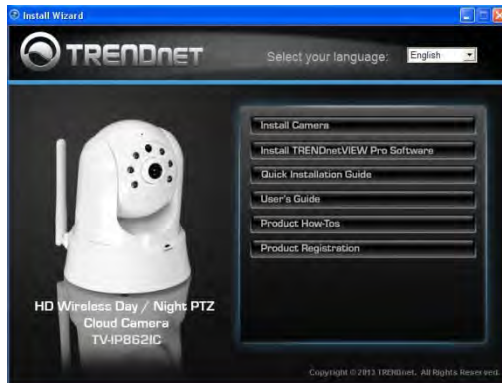 Install Wizard
TRENDNET
Select your language:
English
Install Camera
Install TRENDnetVIEW Pro Software
Quick Installation Guide
User's Guide
Product How-Tos
Product Registration
HD Wireless Day / Night PTZ
Cloud Camera
TV-IP862IC
Copyright © 2013 TRENDnet. All Rights Reserved.